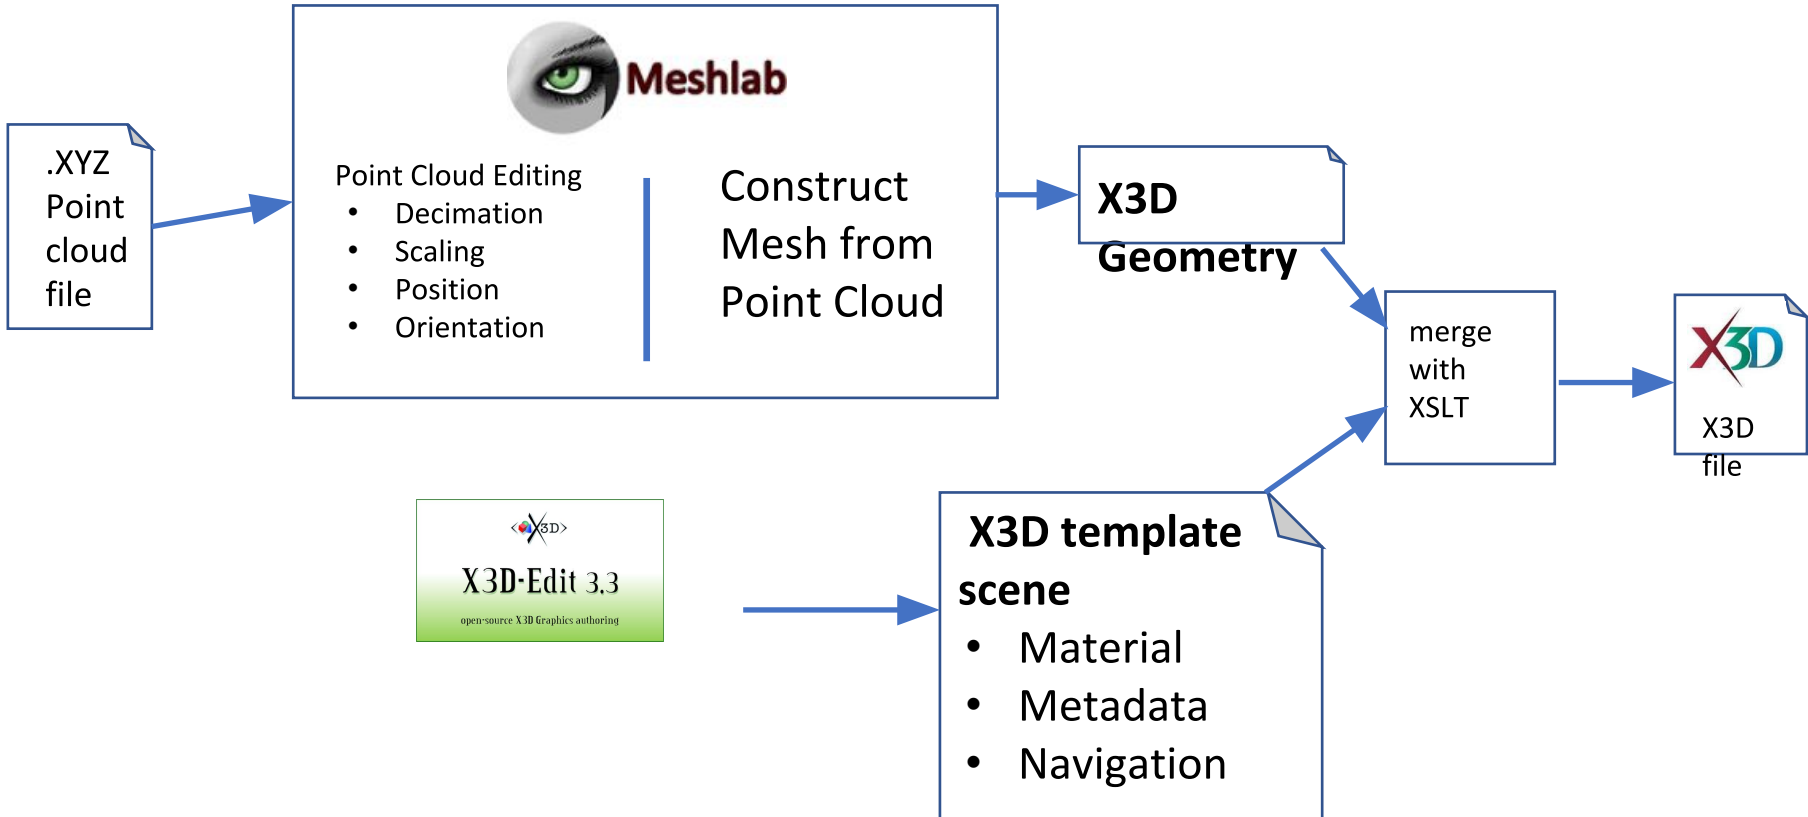 Meshlab
.XYZ
Point
cloud
file
Point Cloud Editing
• Decimation
• Scaling
• Position
• Orientation
Construct
Mesh from
Point Cloud
X3D
Geometry
merge
with
XSLT
X3D
X3D
file
<X3D>
X3D-Edit 3.3
open-source X3D Graphics authoring
X3D template
scene
• Material
• Metadata
• Navigation